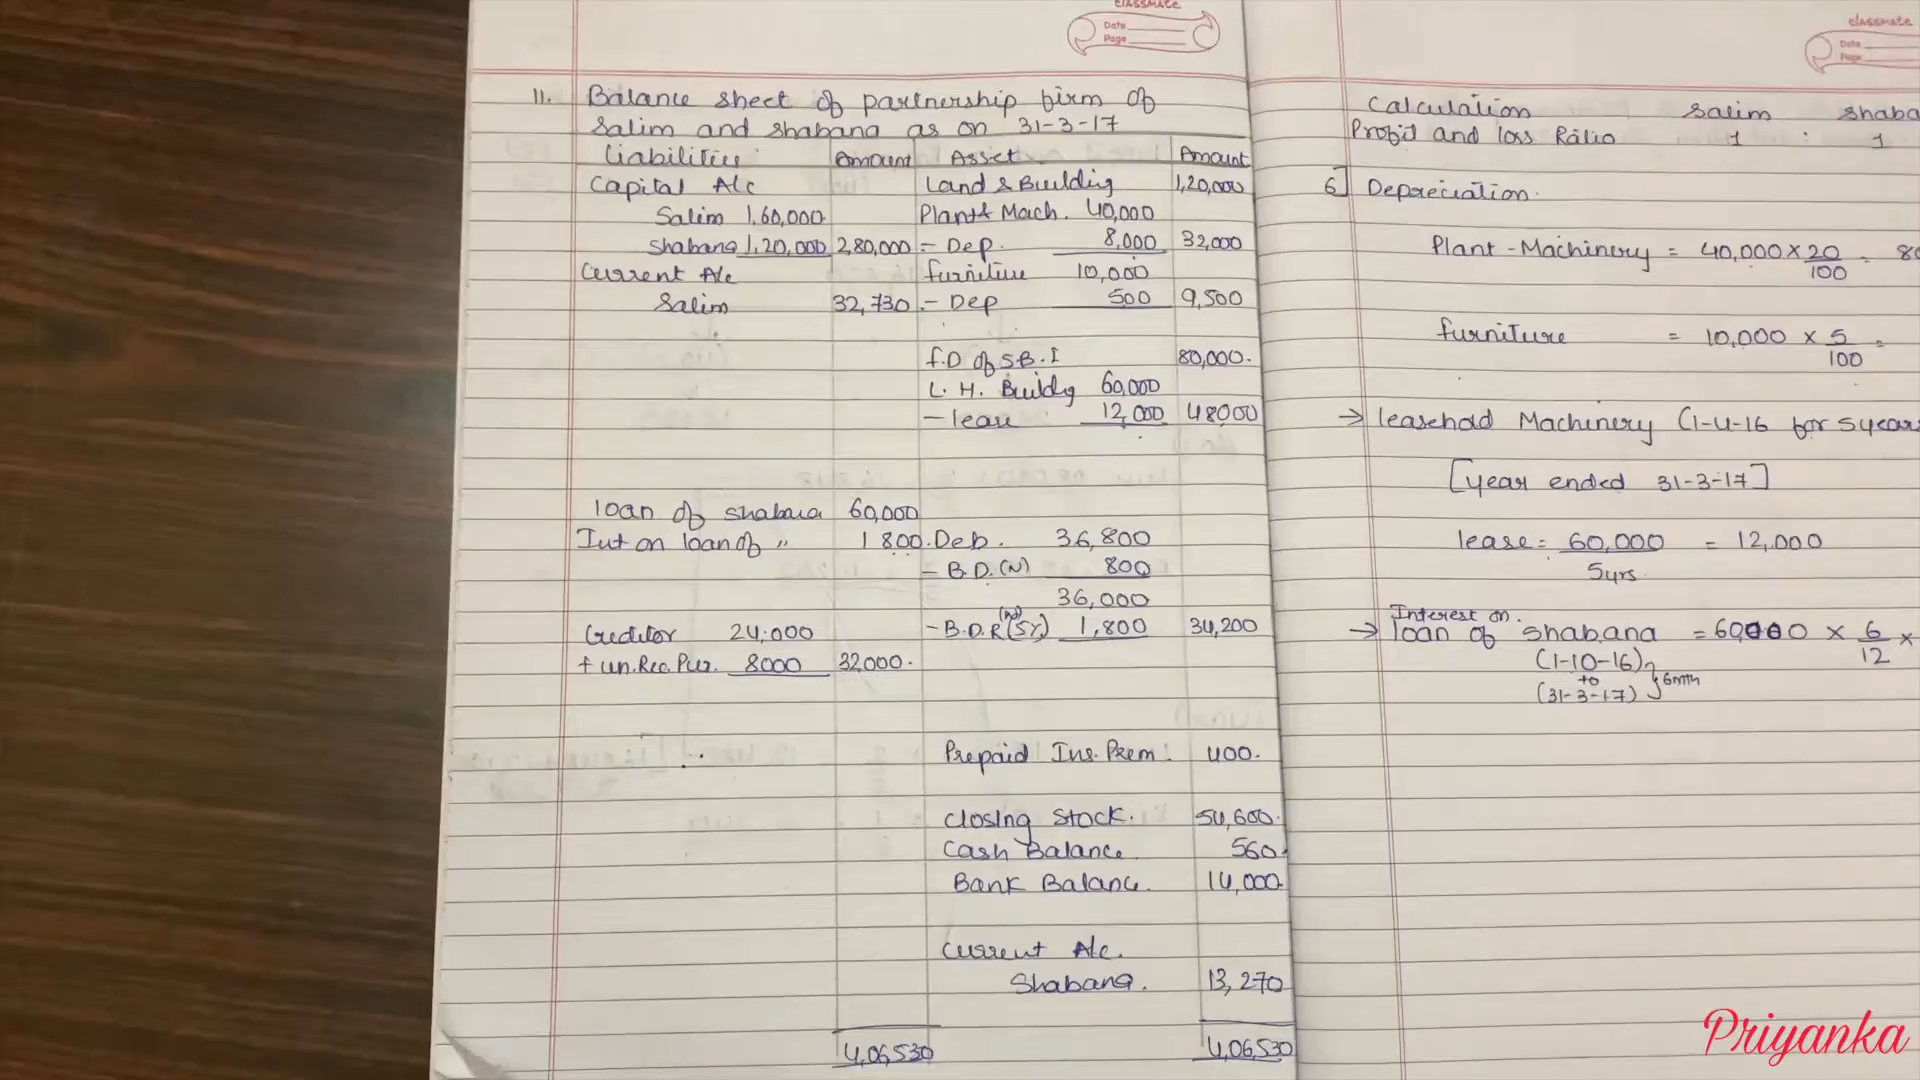 classmate
Date
Page
11. Balance sheet of partnership firm of
Salim and shabana as on 31-3-17
Liabilities Amount Asset Amount
Capital A/c Land & Building 1,20,000
Salim 1,60,000 Plant & Mach. 40,000
Shabana 1,20,000 2,80,000 - Dep. 8,000 32,000
Current A/c furniture 10,000
Salim 32,730 - Dep 500 9,500
f.D of S.B.I 80,000.
L. H. Buildg 60,000
- lease 12,000 48000
loan of shabana 60,000
Int on loan of " 1800. Deb. 36,800
- B.D.(N) 800
36,000
Creditor 24,000 - B.D.R (5%) 1,800 34,200
+ un.Rec.Pur. 8000 32000.
Prepaid Ins. Prem. 400.
Closing Stock. 54,600.
Cash Balance. 560.
Bank Balanc. 14,000.
Current A/c.
Shabana. 13,270
4,06,530 4,06,530
classmate
Date
Page
Calculation Salim shaba
Profit and loss Ratio 1 : 1
6] Depreciation.
Plant-Machinery = 40,000 × 20/100 = 80
furniture = 10,000 × 5/100 =
→ leasehold Machinery (1-4-16 for 5 years
[year ended 31-3-17]
lease = 60,000/5yrs = 12,000
Interest on.
→ loan of shabana = 60000 × 6/12 ×
(1-10-16)
to 6mth
(31-3-17)
Priyanka